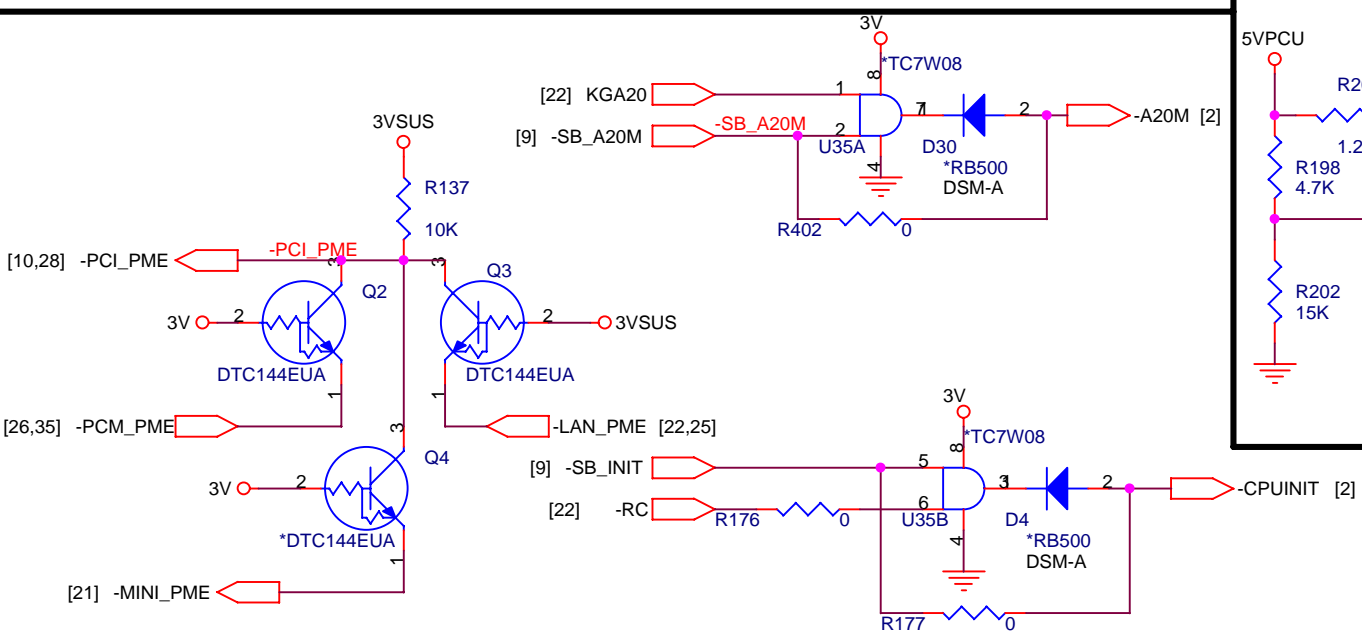 3V
*TC7W08
8
[22] KGA20
1
7
1
2
-A20M [2]
[9] -SB_A20M
-SB_A20M
2
U35A
4
D30
*RB500
DSM-A
R402
0
5VPCU
1.2
R198
4.7K
R202
15K
3VSUS
R137
10K
[10,28] -PCI_PME
-PCI_PME
3
3
Q2
Q3
3V
2
2
3VSUS
DTC144EUA
DTC144EUA
1
1
[26,35] -PCM_PME
-LAN_PME [22,25]
3
Q4
3V
2
*DTC144EUA
1
[21] -MINI_PME
3V
*TC7W08
8
[9] -SB_INIT
5
3
1
2
-CPUINIT [2]
[22] -RC
R176
0
6
U35B
4
D4
*RB500
DSM-A
R177
0